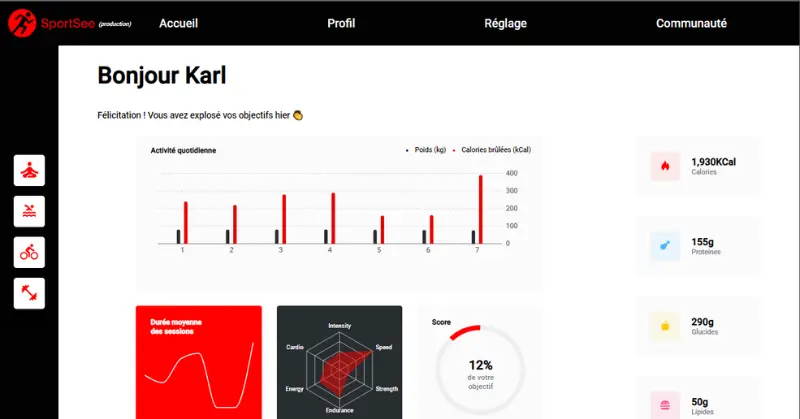 SportSee (production)
Accueil
Profil
Réglage
Communauté
Bonjour Karl
Félicitation ! Vous avez explosé vos objectifs hier 👏
Activité quotidienne
Poids (kg)
Calories brûlées (kCal)
400
300
200
100
0
1 2 3 4 5 6 7
1,930KCal
Calories
155g
Proteines
290g
Glucides
50g
Lipides
Durée moyenne
des sessions
Intensity
Cardio
Speed
Energy
Strength
Endurance
Score
12%
de votre
objectif